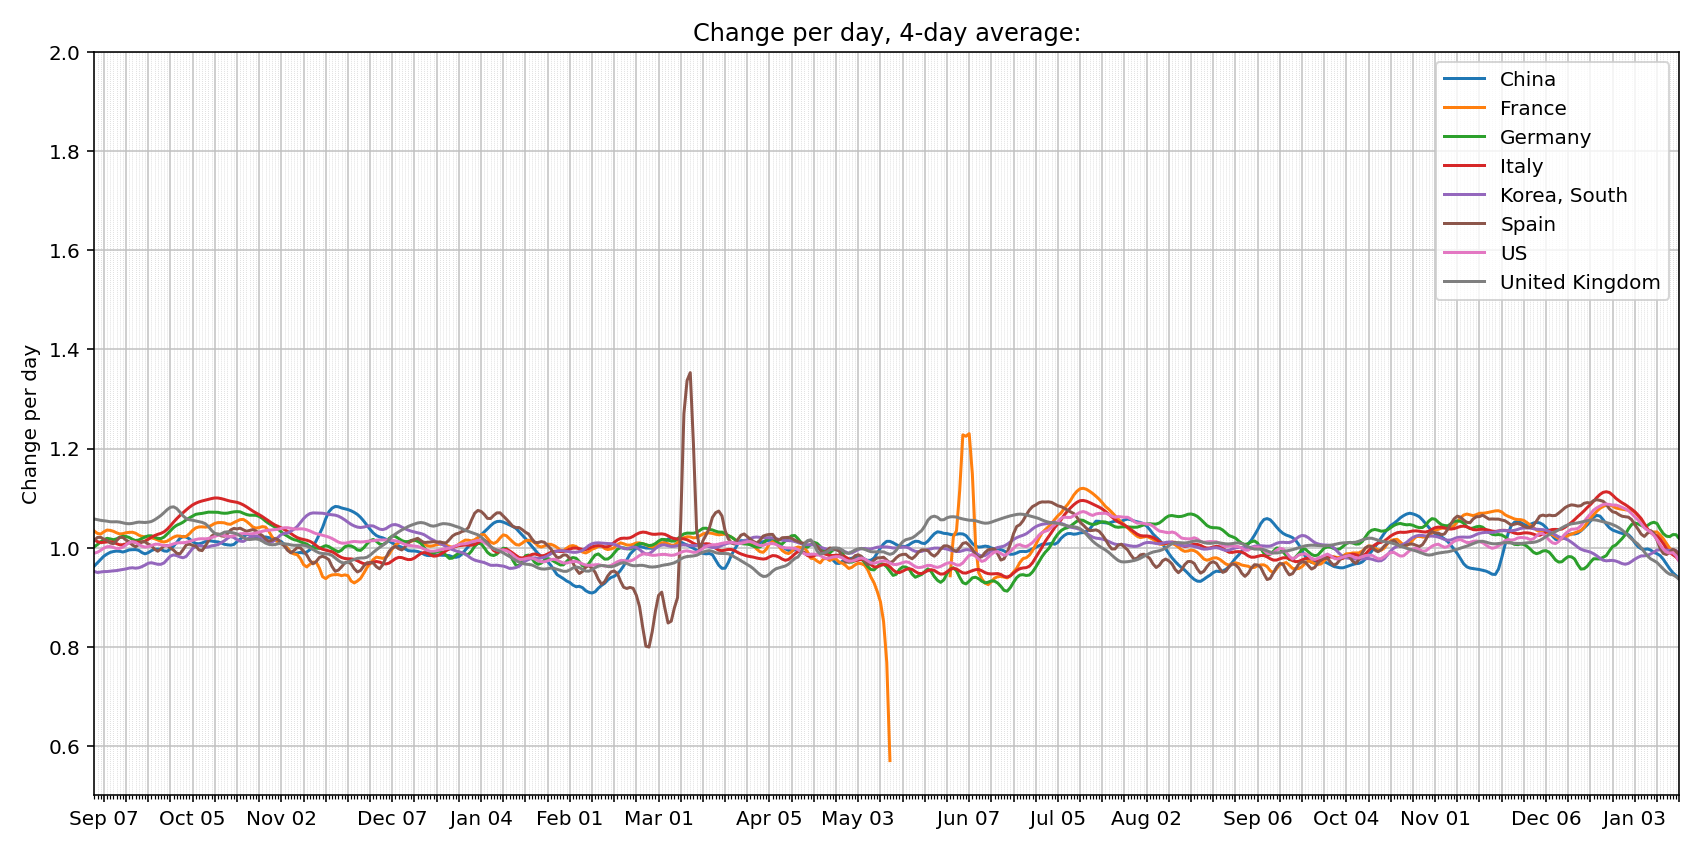 Change per day, 4-day average:
2.0
1.8
1.6
1.4
1.2
1.0
0.8
0.6
Change per day
China
France
Germany
Italy
Korea, South
Spain
US
United Kingdom
Sep 07 Oct 05 Nov 02 Dec 07 Jan 04 Feb 01 Mar 01 Apr 05 May 03 Jun 07 Jul 05 Aug 02 Sep 06 Oct 04 Nov 01 Dec 06 Jan 03